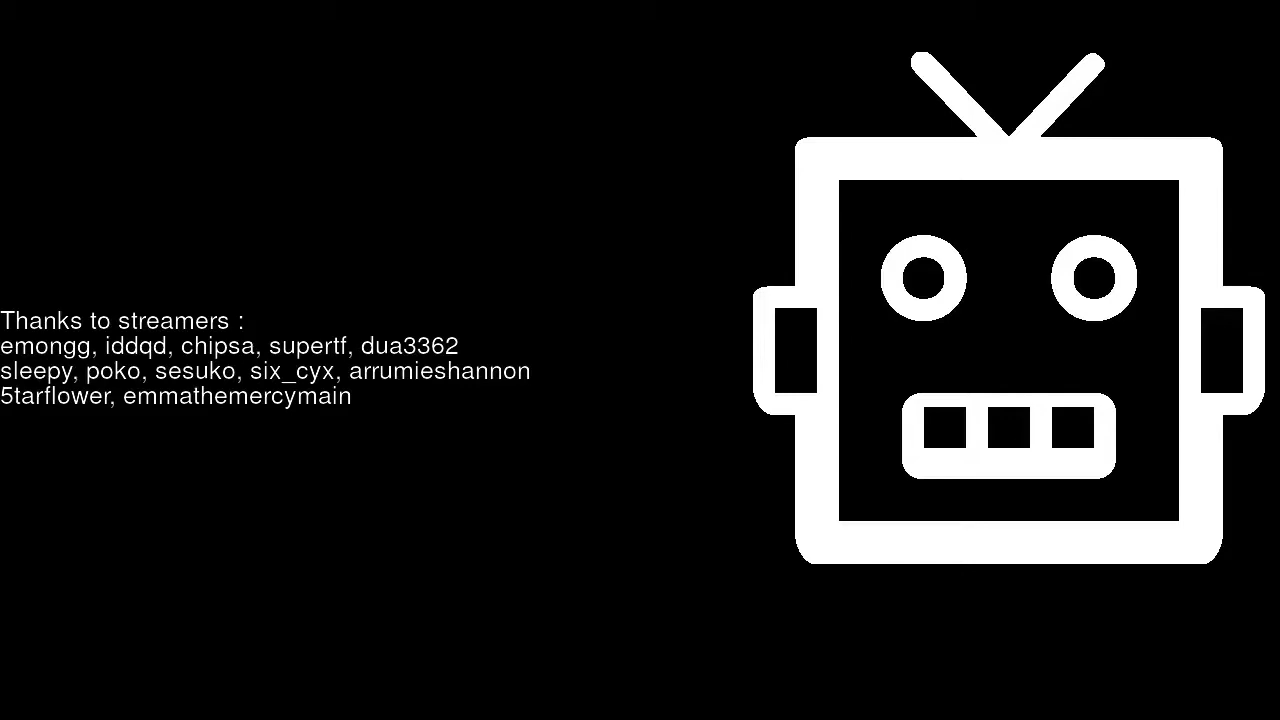 Thanks to streamers :
emongg, iddqd, chipsa, supertf, dua3362
sleepy, poko, sesuko, six_cyx, arrumieshannon
5tarflower, emmathemercymain